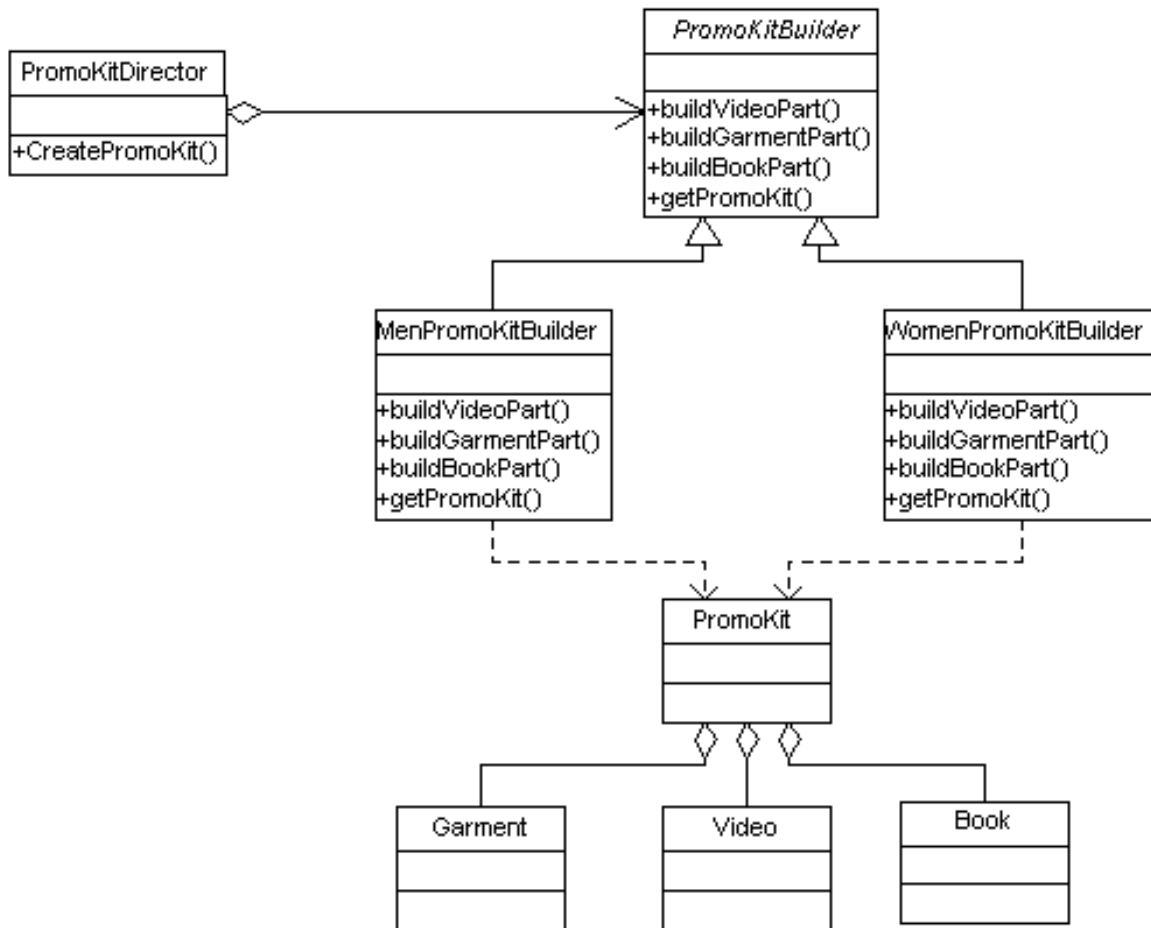 PromoKitBuilder
PromoKitDirector
+CreatePromoKit()
+buildVideoPart()
+buildGarmentPart()
+buildBookPart()
+getPromoKit()
MenPromoKitBuilder
+buildVideoPart()
+buildGarmentPart()
+buildBookPart()
+getPromoKit()
WomenPromoKitBuilder
+buildVideoPart()
+buildGarmentPart()
+buildBookPart()
+getPromoKit()
PromoKit
Garment
Video
Book